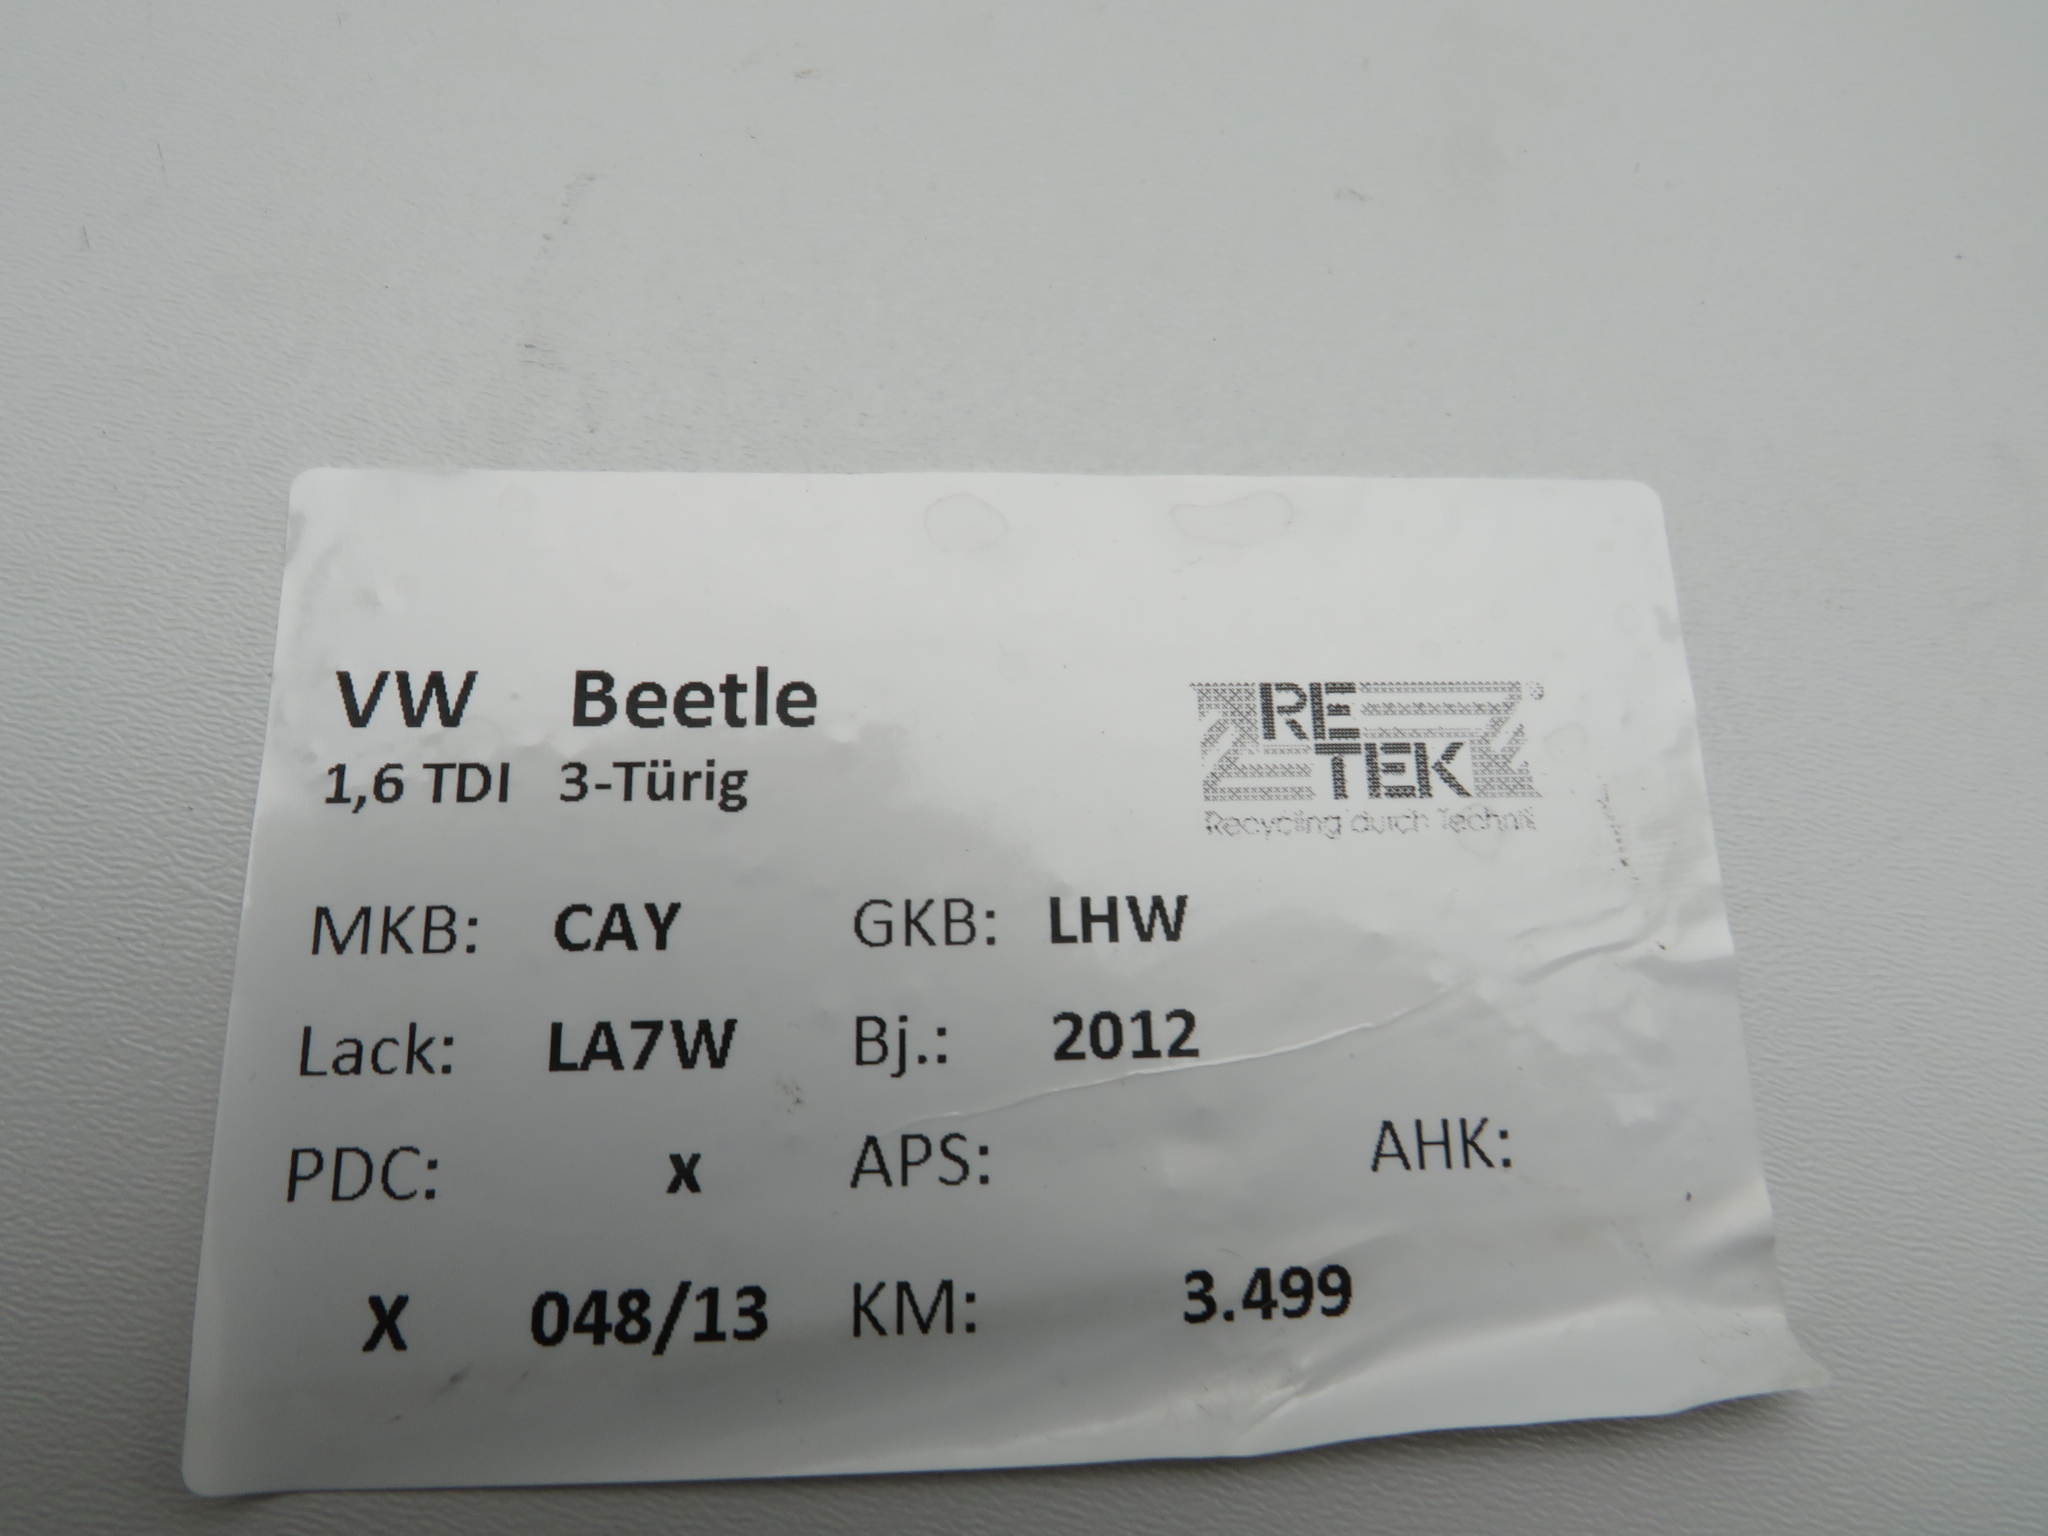 VW Beetle
1,6 TDI 3-Türig
RE
TEK
Recycling durch Technik
MKB: CAY GKB: LHW
Lack: LA7W Bj.: 2012
PDC: x APS: AHK:
X 048/13 KM: 3.499